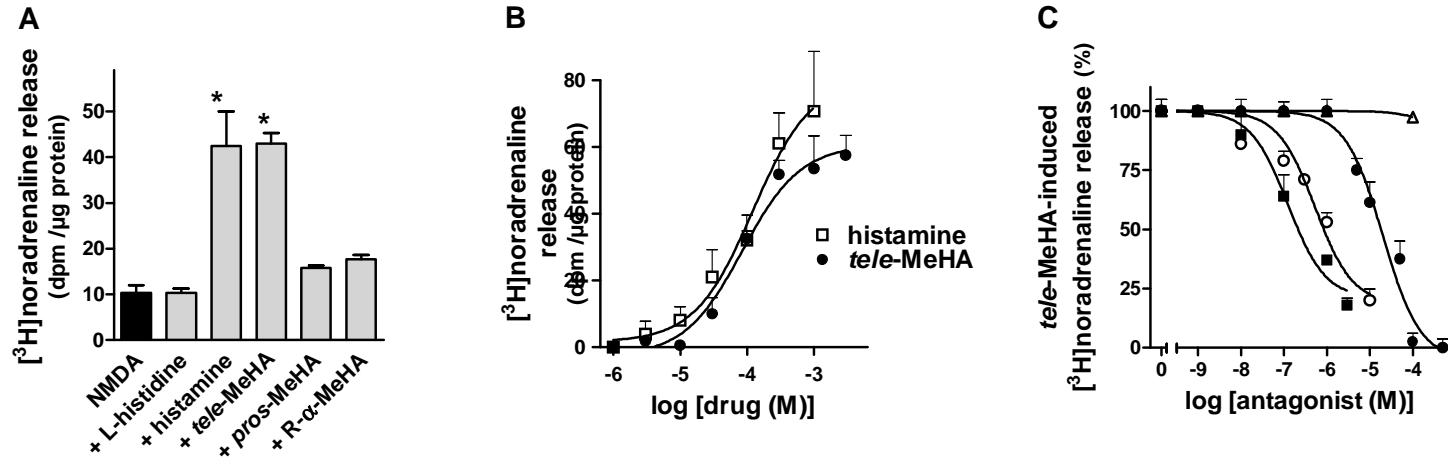 A
[³H]noradrenaline release
(dpm /µg protein)
50
40
30
20
10
0
*
*
NMDA
+ L-histidine
+ histamine
+ tele-MeHA
+ pros-MeHA
+ R-α-MeHA
B
[³H]noradrenaline
release
(dpm /µg protein)
80
60
40
20
0
-6
-5
-4
-3
log [drug (M)]
histamine
tele-MeHA
C
tele-MeHA-induced
[³H]noradrenaline release (%)
100
75
50
25
0
0
-9
-8
-7
-6
-5
-4
log [antagonist (M)]